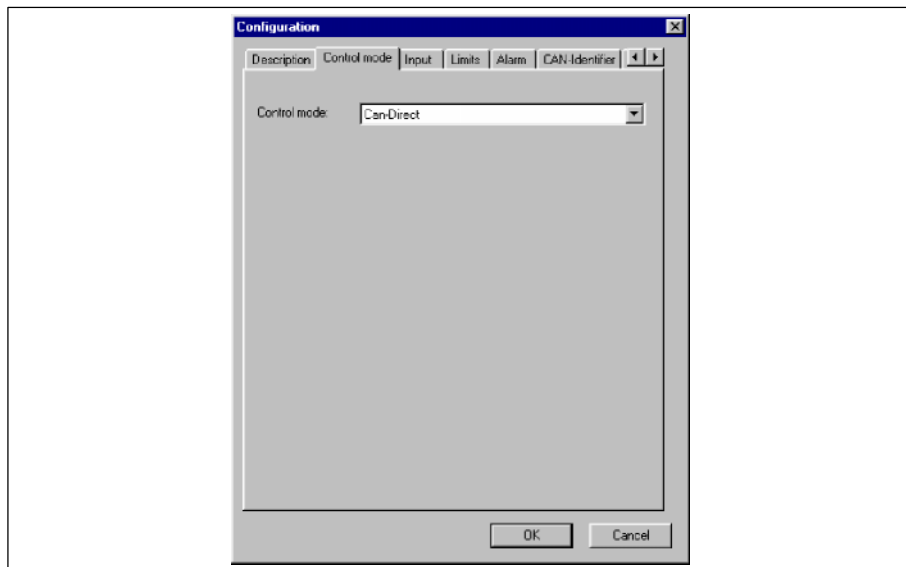 Configuration
Description Control mode Input Limits Alarm CAN-Identifier
Control mode: Can-Direct
OK Cancel